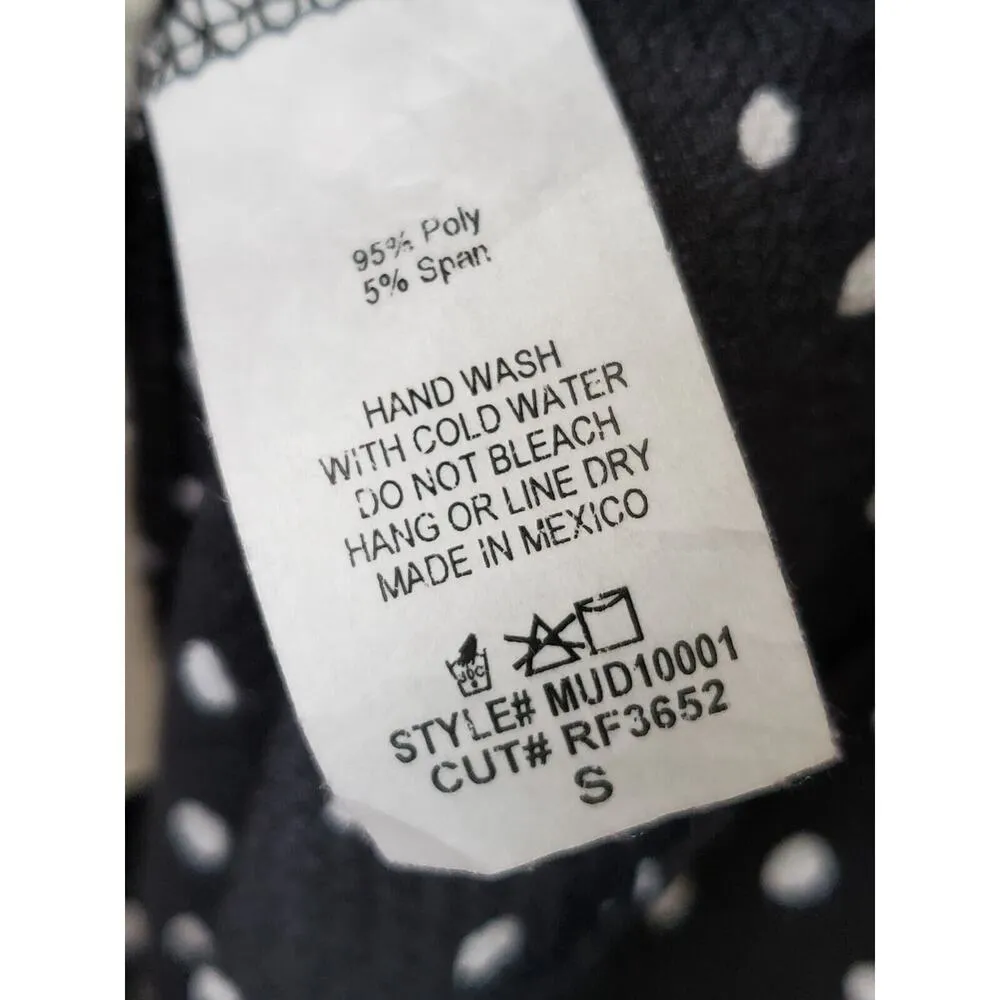 95% Poly
5% Span
HAND WASH
WITH COLD WATER
DO NOT BLEACH
HANG OR LINE DRY
MADE IN MEXICO
30C
STYLE# MUD10001
CUT# RF3652
S